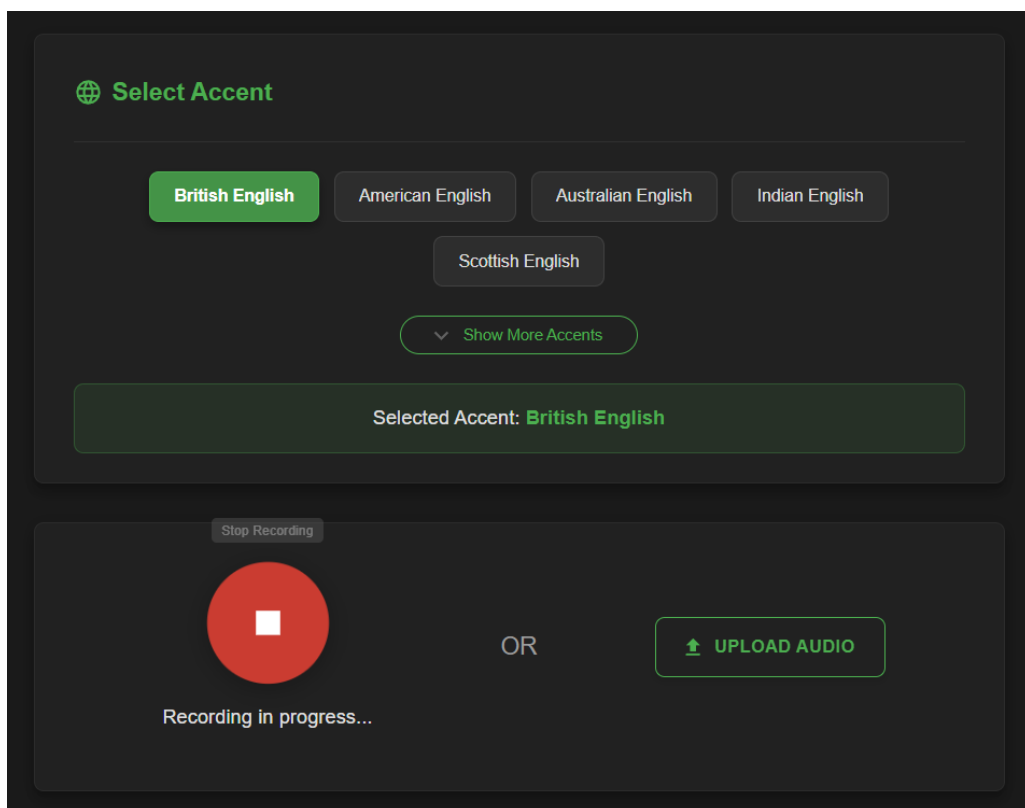 Select Accent
British English
American English
Australian English
Indian English
Scottish English
Show More Accents
Selected Accent: British English
Stop Recording
OR
UPLOAD AUDIO
Recording in progress...